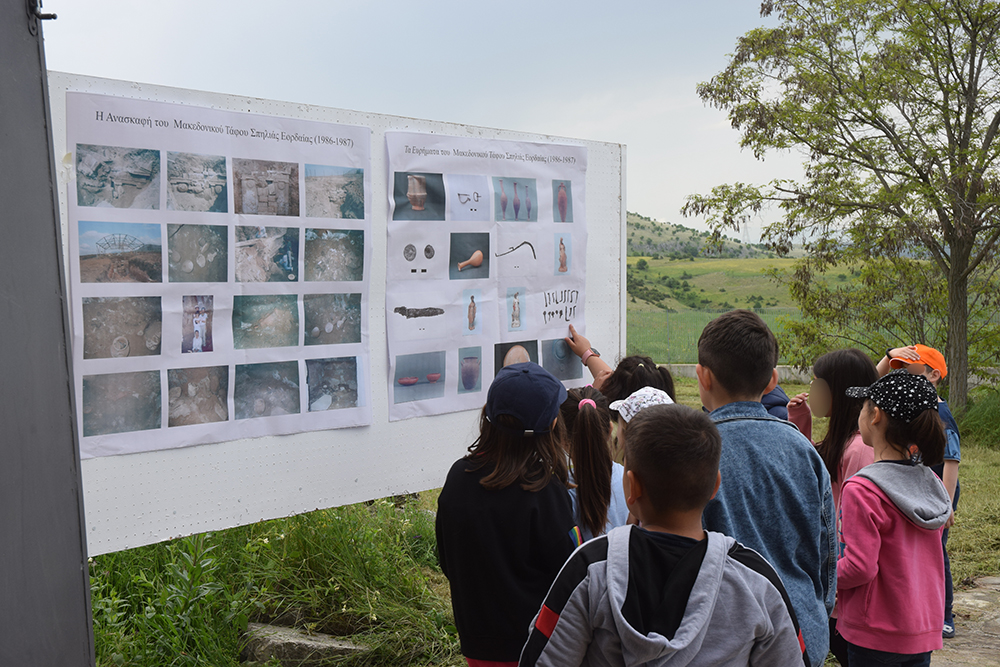 Η Ανασκαφή του Μακεδονικού Τάφου Σπηλιάς Εορδαίας (1986-1987)
Τα Ευρήματα του Μακεδονικού Τάφου Σπηλιάς Εορδαίας (1986-1987)